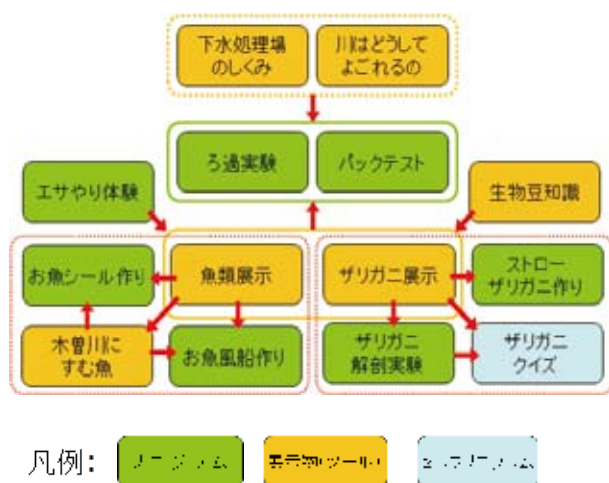 下水処理場
のしくみ
川はどうして
よごれるの
ろ過実験
パックテスト
エサやり体験
生物豆知識
お魚シール作り
魚類展示
ザリガニ展示
ストロー
ザリガニ作り
木曽川に
すむ魚
お魚風船作り
ザリガニ
解剖実験
ザリガニ
クイズ
凡例: